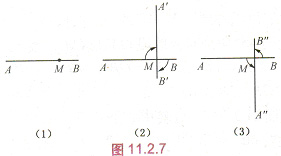 A M B
(1)
A′
A M B
B′
(2)
B″
A M B
A″
(3)
图 11.2.7